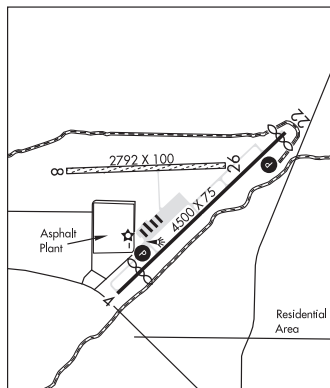 22
2792 X 100
8
26
P
4500 X 75
Asphalt
Plant
P
4
Residential
Area